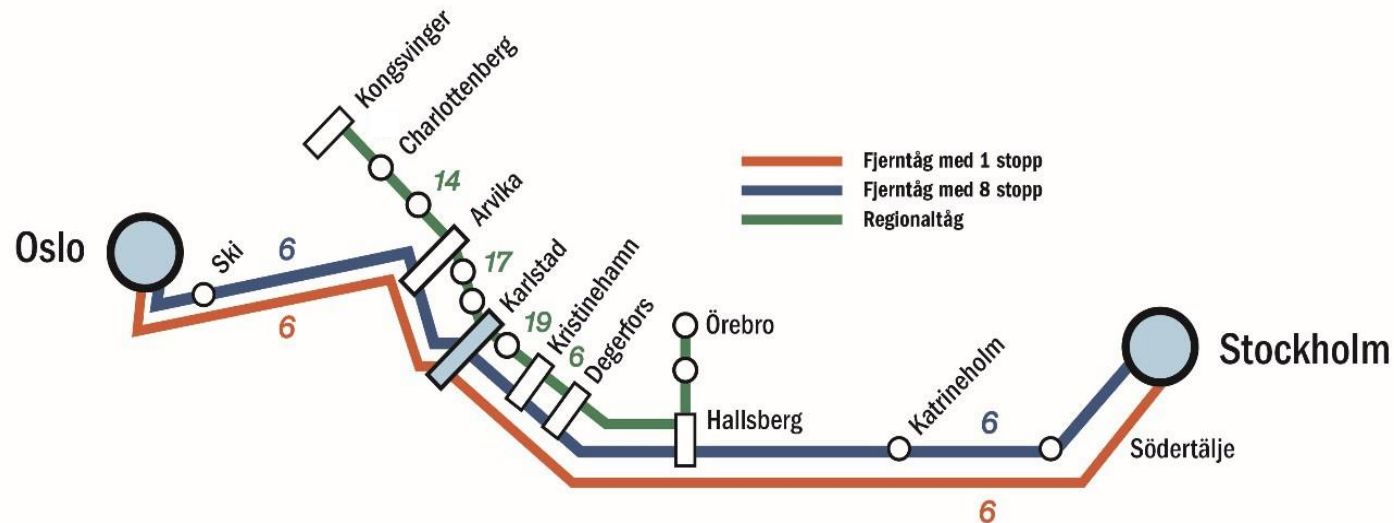 Kongsvinger
Charlottenberg
14
Arvika
Fjerntåg med 1 stopp
Fjerntåg med 8 stopp
Regionaltåg
Oslo
Ski
6
6
17
Karlstad
19
Kristinehamn
6
Degerfors
Örebro
Hallsberg
Katrineholm
6
Stockholm
Södertälje
6